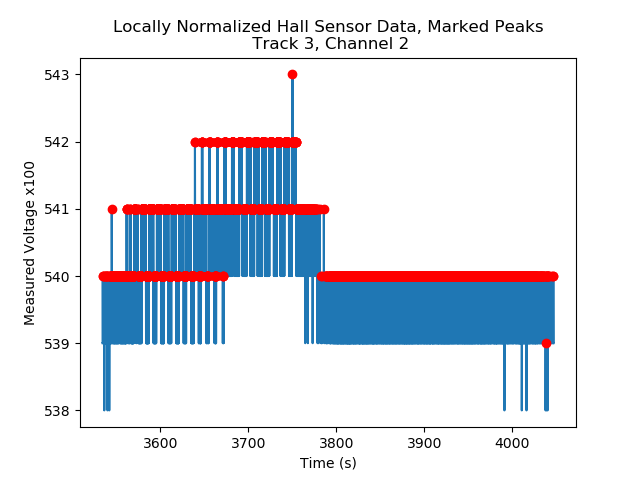 Locally Normalized Hall Sensor Data, Marked Peaks
Track 3, Channel 2
543
542
541
540
539
538
Measured Voltage x100
3600 3700 3800 3900 4000
Time (s)